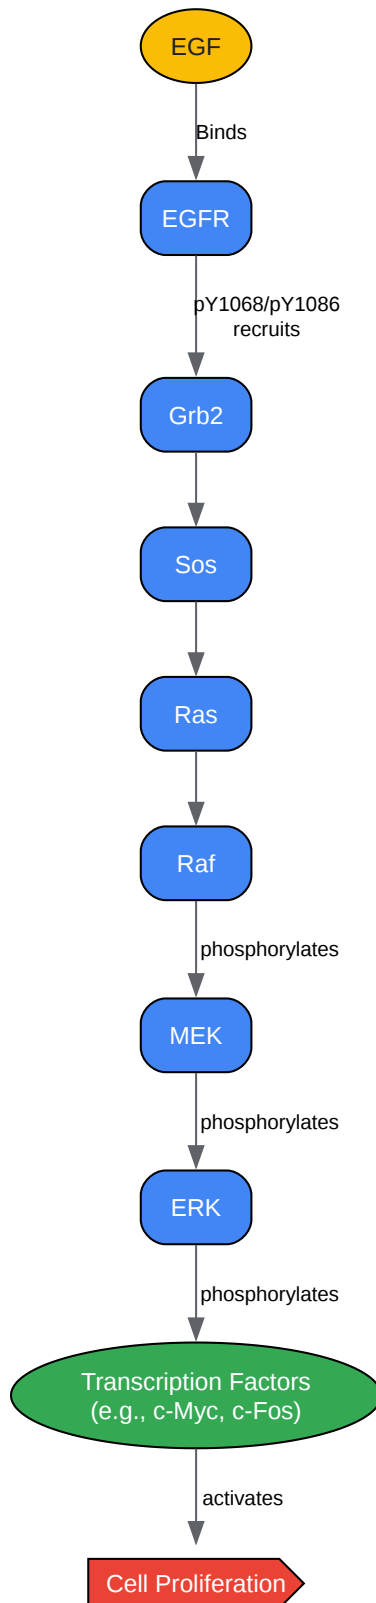 EGF
Binds
EGFR
pY1068/pY1086
recruits
Grb2
Sos
Ras
Raf
phosphorylates
MEK
phosphorylates
ERK
phosphorylates
Transcription Factors
(e.g., c-Myc, c-Fos)
activates
Cell Proliferation